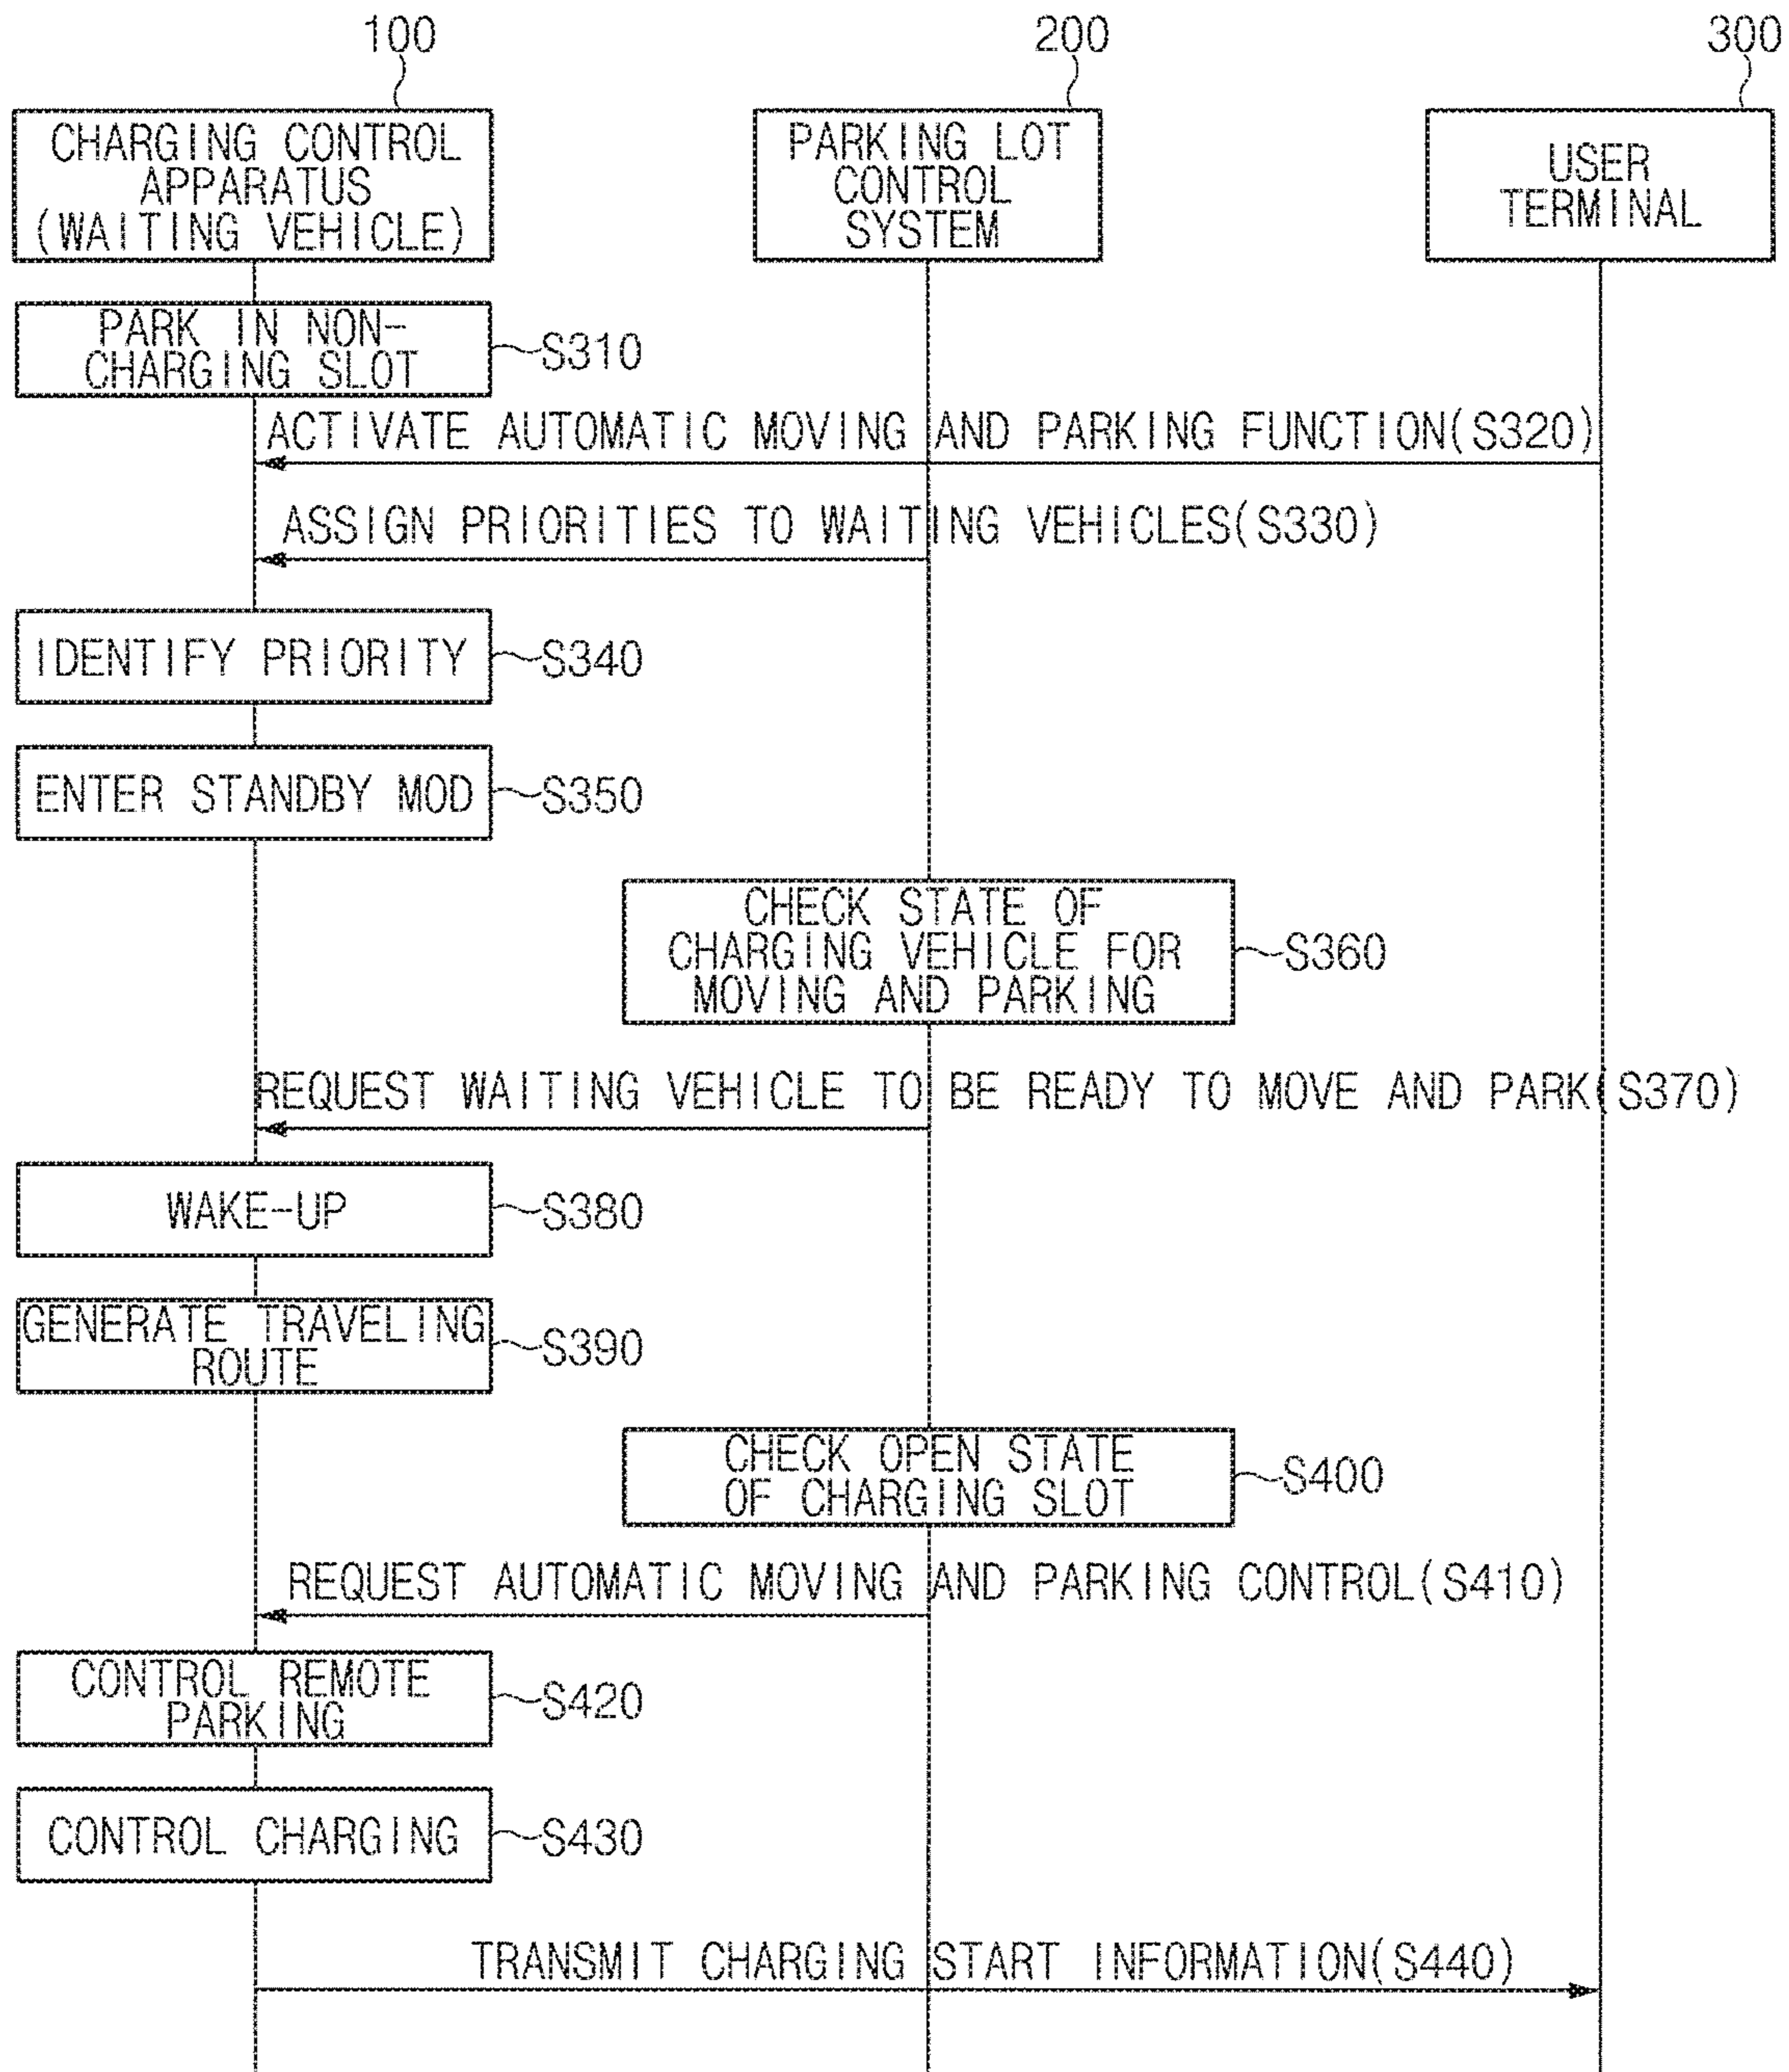 100
200
300
CHARGING CONTROL
APPARATUS
(WAITING VEHICLE)
PARKING LOT
CONTROL
SYSTEM
USER
TERMINAL
PARK IN NON-
CHARGING SLOT
S310
ACTIVATE AUTOMATIC MOVING AND PARKING FUNCTION(S320)
ASSIGN PRIORITIES TO WAITING VEHICLES(S330)
IDENTIFY PRIORITY
S340
ENTER STANDBY MOD
S350
CHECK STATE OF
CHARGING VEHICLE FOR
MOVING AND PARKING
S360
REQUEST WAITING VEHICLE TO BE READY TO MOVE AND PARK(S370)
WAKE-UP
S380
GENERATE TRAVELING
ROUTE
S390
CHECK OPEN STATE
OF CHARGING SLOT
S400
REQUEST AUTOMATIC MOVING AND PARKING CONTROL(S410)
CONTROL REMOTE
PARKING
S420
CONTROL CHARGING
S430
TRANSMIT CHARGING START INFORMATION(S440)